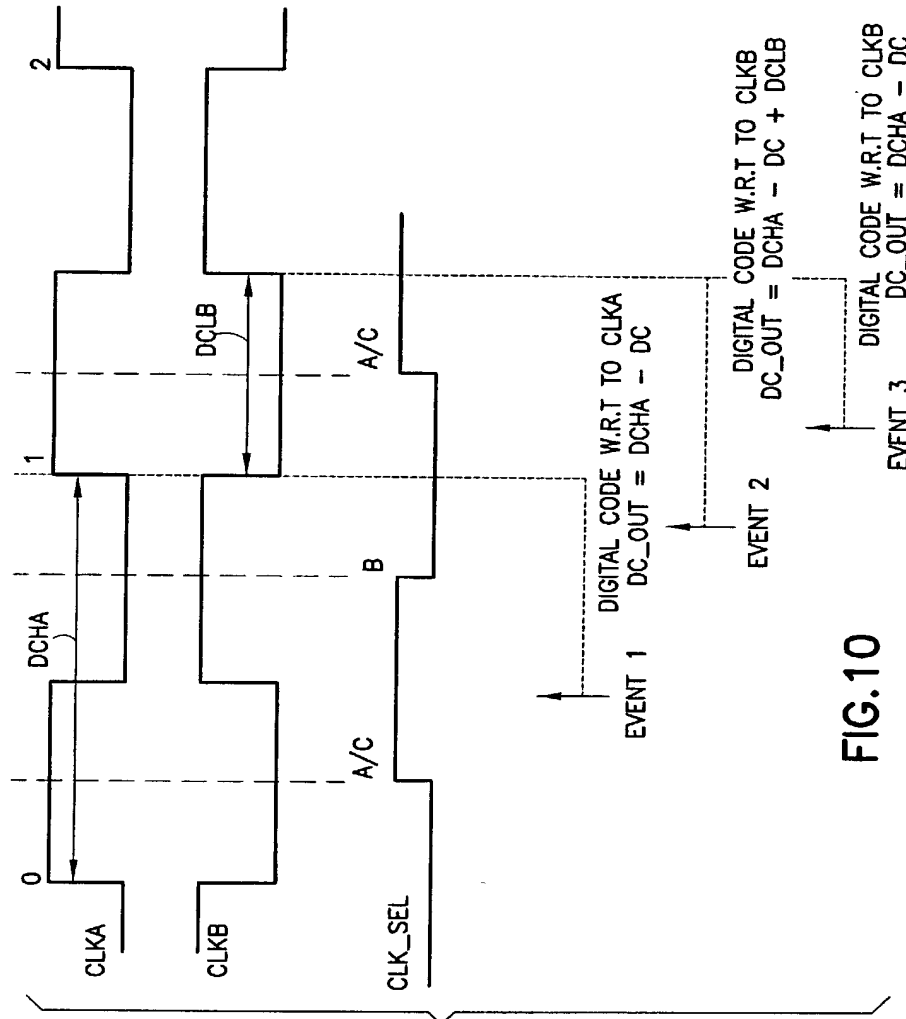 0
1
2
DCHA
CLKA
CLKB
DCLB
A/C
B
A/C
CLK_SEL
EVENT 1
DIGITAL CODE W.R.T TO CLKA
DC_OUT = DCHA - DC
EVENT 2
DIGITAL CODE W.R.T TO CLKB
DC_OUT = DCHA - DC + DCLB
EVENT 3
DIGITAL CODE W.R.T TO CLKB
DC_OUT = DCHA - DC
FIG.10